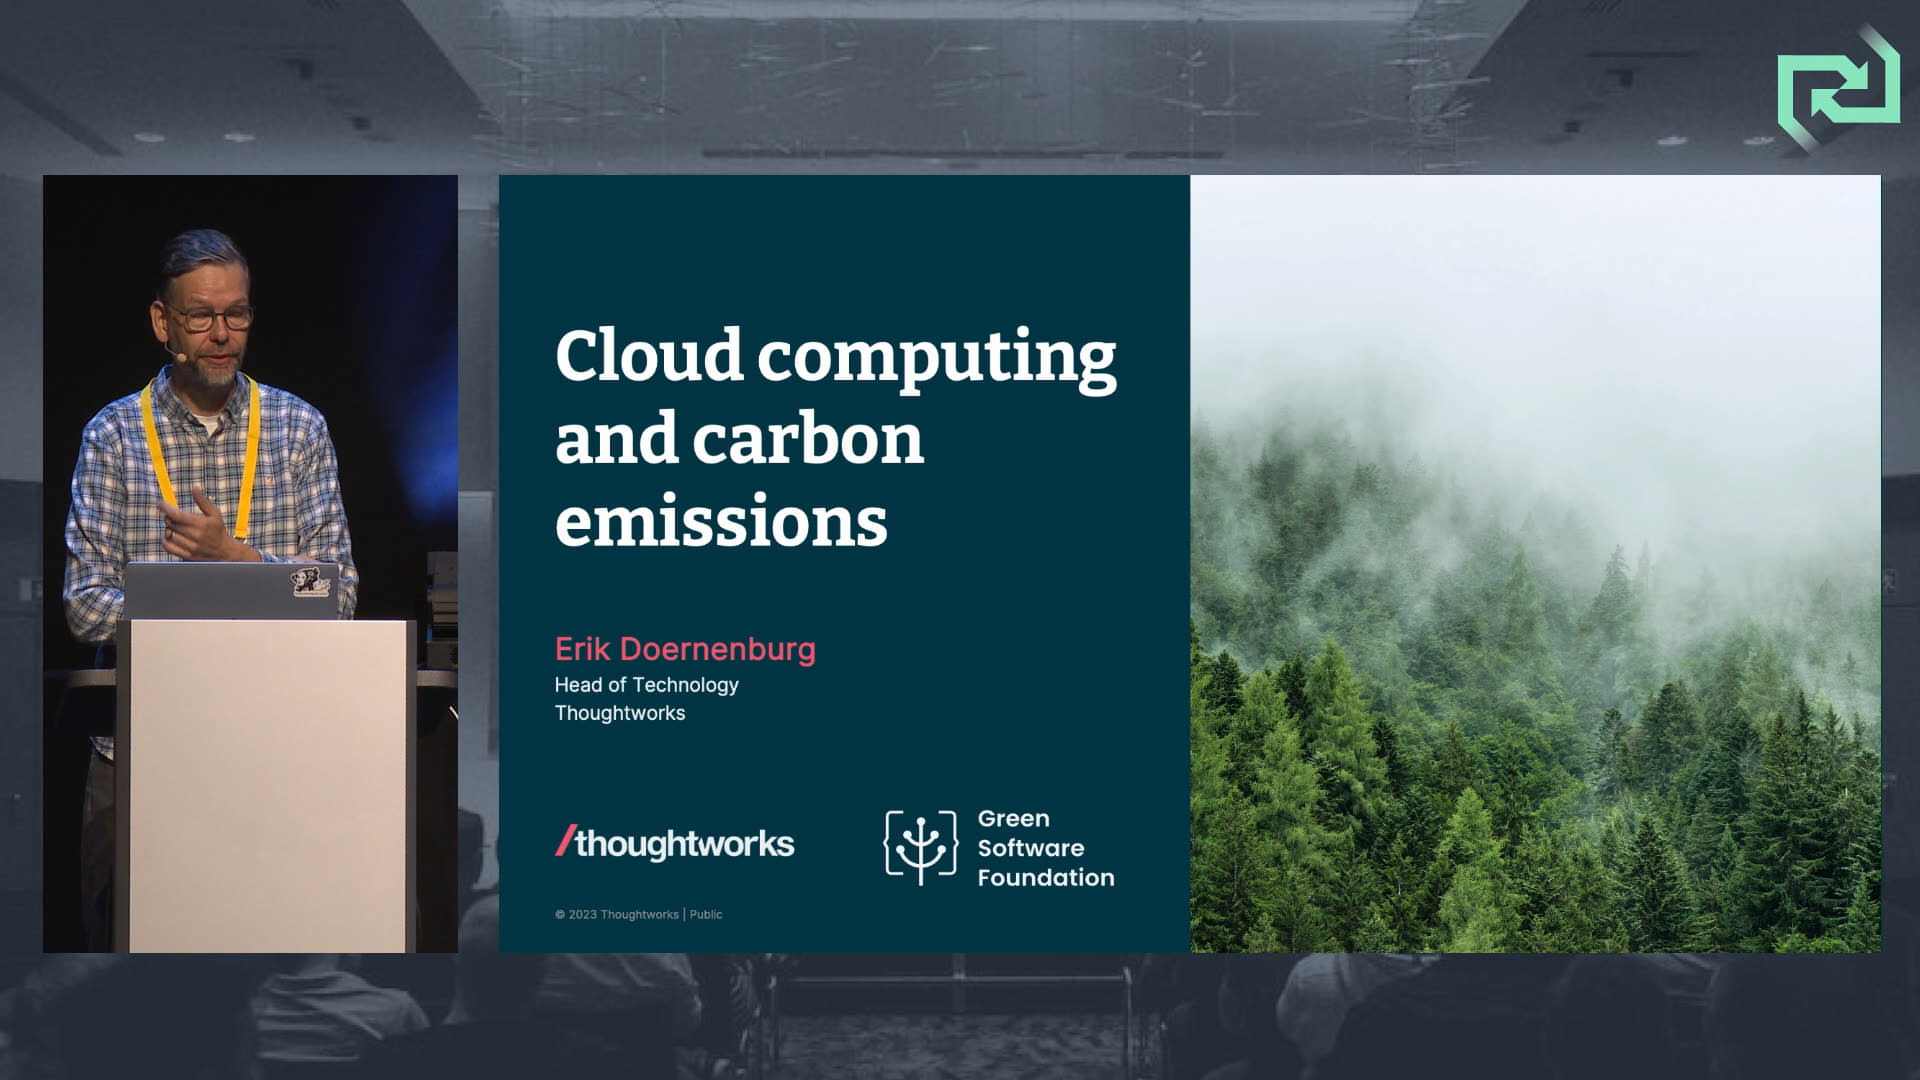 Cloud computing
and carbon
emissions
Erik Doernenburg
Head of Technology
Thoughtworks
/thoughtworks
Green
Software
Foundation
© 2023 Thoughtworks | Public